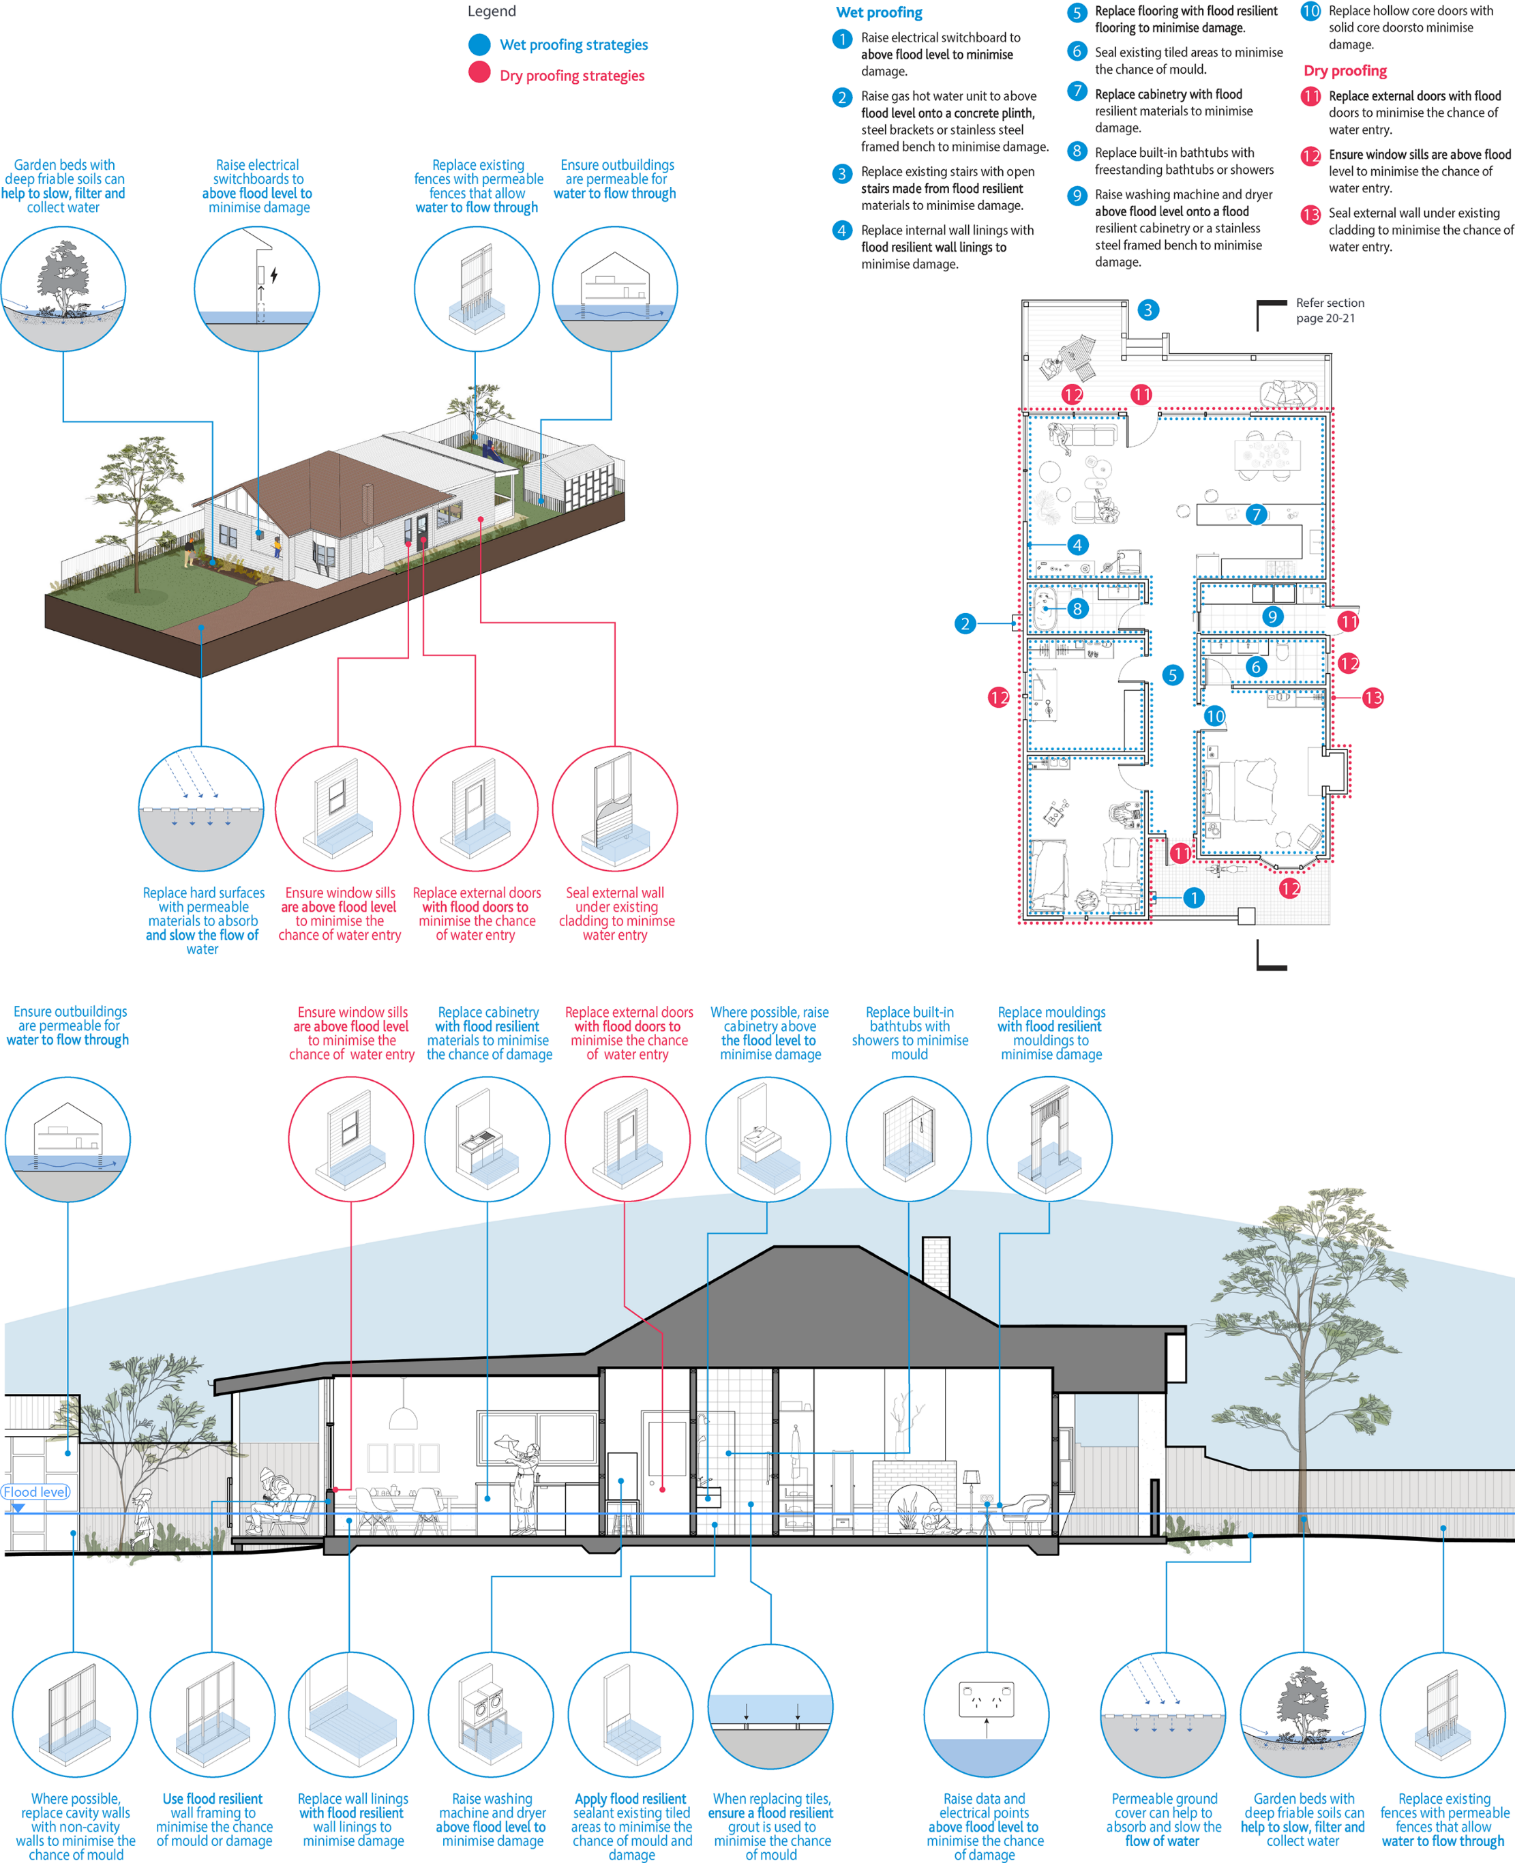 Legend
Wet proofing strategies
Dry proofing strategies
Wet proofing
1 Raise electrical switchboard to
above flood level to minimise
damage.
2 Raise gas hot water unit to above
flood level onto a concrete plinth,
steel brackets or stainless steel
framed bench to minimise damage.
3 Replace existing stairs with open
stairs made from flood resilient
materials to minimise damage.
4 Replace internal wall linings with
flood resilient wall linings to
minimise damage.
5 Replace flooring with flood resilient
flooring to minimise damage.
6 Seal existing tiled areas to minimise
the chance of mould.
7 Replace cabinetry with flood
resilient materials to minimise
damage.
8 Replace built-in bathtubs with
freestanding bathtubs or showers
9 Raise washing machine and dryer
above flood level onto a flood
resilient cabinetry or a stainless
steel framed bench to minimise
damage.
10 Replace hollow core doors with
solid core doorsto minimise
damage.
Dry proofing
11 Replace external doors with flood
doors to minimise the chance of
water entry.
12 Ensure window sills are above flood
level to minimise the chance of
water entry.
13 Seal external wall under existing
cladding to minimise the chance of
water entry.
Garden beds with
deep friable soils can
help to slow, filter and
collect water
Raise electrical
switchboards to
above flood level to
minimise damage
Replace existing
fences with permeable
fences that allow
water to flow through
Ensure outbuildings
are permeable for
water to flow through
Replace hard surfaces
with permeable
materials to absorb
and slow the flow of
water
Ensure window sills
are above flood level
to minimise the
chance of water entry
Replace external doors
with flood doors to
minimise the chance
of water entry
Seal external wall
under existing
cladding to minimse
water entry
Refer section
page 20-21
3
12
11
7
4
8
2
9
11
6
12
5
12
13
10
11
12
1
Ensure outbuildings
are permeable for
water to flow through
Ensure window sills
are above flood level
to minimise the
chance of water entry
Replace cabinetry
with flood resilient
materials to minimise
the chance of damage
Replace external doors
with flood doors to
minimise the chance
of water entry
Where possible, raise
cabinetry above
the flood level to
minimise damage
Replace built-in
bathtubs with
showers to minimise
mould
Replace mouldings
with flood resilient
mouldings to
minimise damage
Flood level
Where possible,
replace cavity walls
with non-cavity
walls to minimise the
chance of mould
Use flood resilient
wall framing to
minimise the chance
of mould or damage
Replace wall linings
with flood resilient
wall linings to
minimise damage
Raise washing
machine and dryer
above flood level to
minimise damage
Apply flood resilient
sealant existing tiled
areas to minimise the
chance of mould and
damage
When replacing tiles,
ensure a flood resilient
grout is used to
minimise the chance
of mould
Raise data and
electrical points
above flood level to
minimise the chance
of damage
Permeable ground
cover can help to
absorb and slow the
flow of water
Garden beds with
deep friable soils can
help to slow, filter and
collect water
Replace existing
fences with permeable
fences that allow
water to flow through